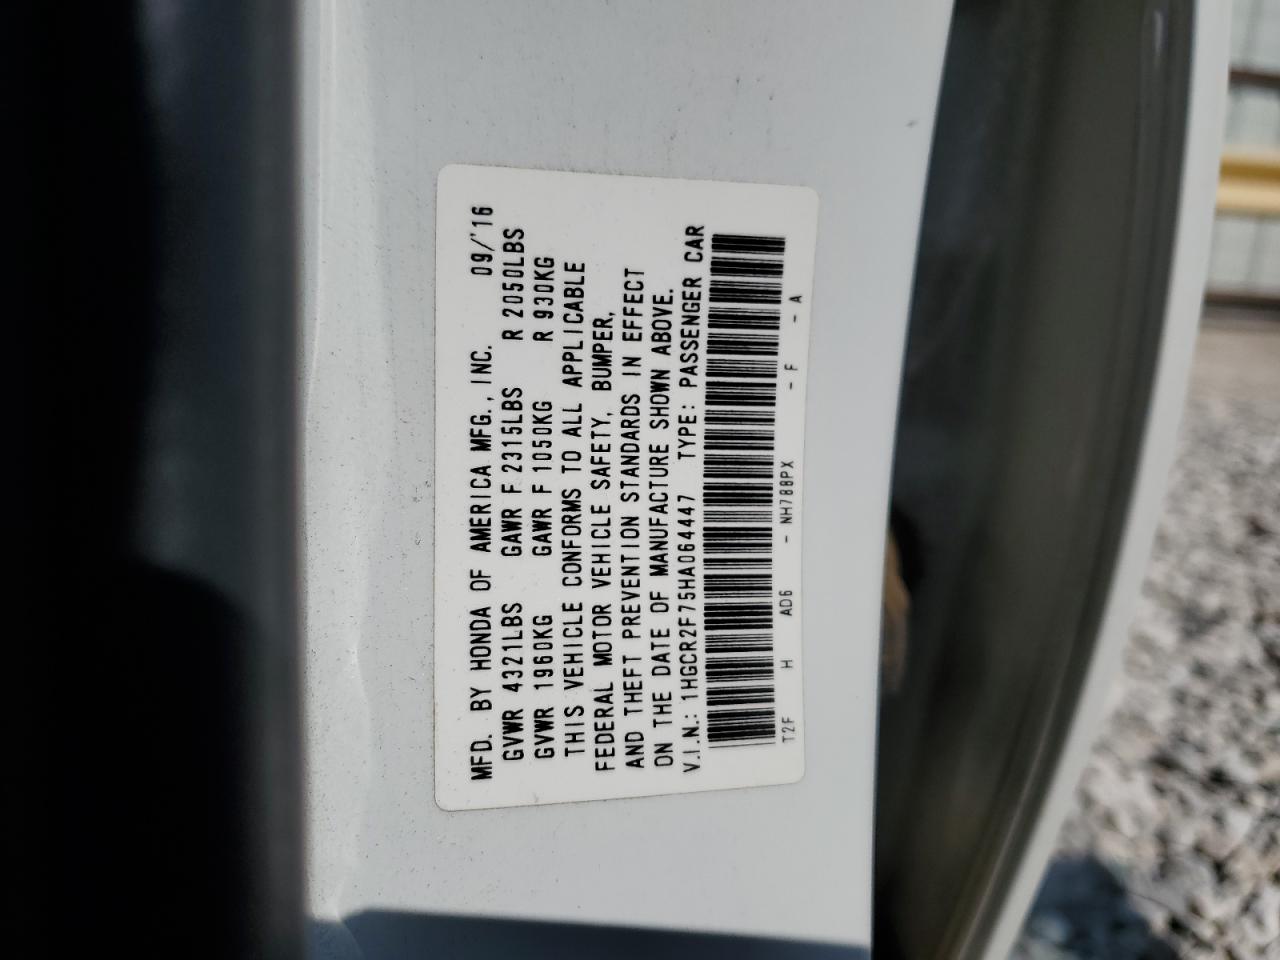 MFD. BY HONDA OF AMERICA MFG., INC. 09/'16
GVWR 4321LBS GAWR F 2315LBS R 2050LBS
GVWR 1960KG GAWR F 1050KG R 930KG
THIS VEHICLE CONFORMS TO ALL APPLICABLE
FEDERAL MOTOR VEHICLE SAFETY, BUMPER,
AND THEFT PREVENTION STANDARDS IN EFFECT
ON THE DATE OF MANUFACTURE SHOWN ABOVE.
V.I.N.: 1HGCR2F75HA064447 TYPE: PASSENGER CAR
T2F H AD6 - NH788PX - F - A